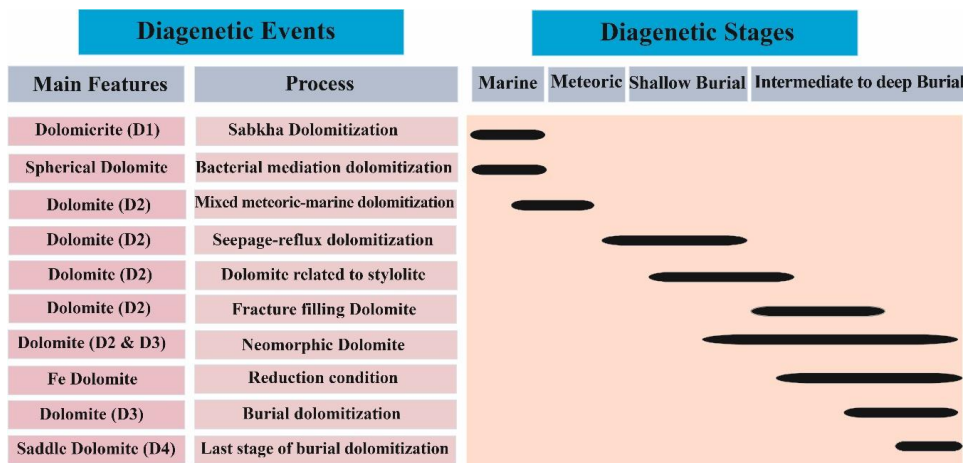 Diagenetic Events
Diagenetic Stages
Main Features
Process
Marine
Meteoric
Shallow Burial
Intermediate to deep Burial
Dolomicrite (D1)
Sabkha Dolomitization
Spherical Dolomite
Bacterial mediation dolomitization
Dolomite (D2)
Mixed meteoric-marine dolomitization
Dolomite (D2)
Seepage-reflux dolomitization
Dolomite (D2)
Dolomite related to stylolite
Dolomite (D2)
Fracture filling Dolomite
Dolomite (D2 & D3)
Neomorphic Dolomite
Fe Dolomite
Reduction condition
Dolomite (D3)
Burial dolomitization
Saddle Dolomite (D4)
Last stage of burial dolomitization